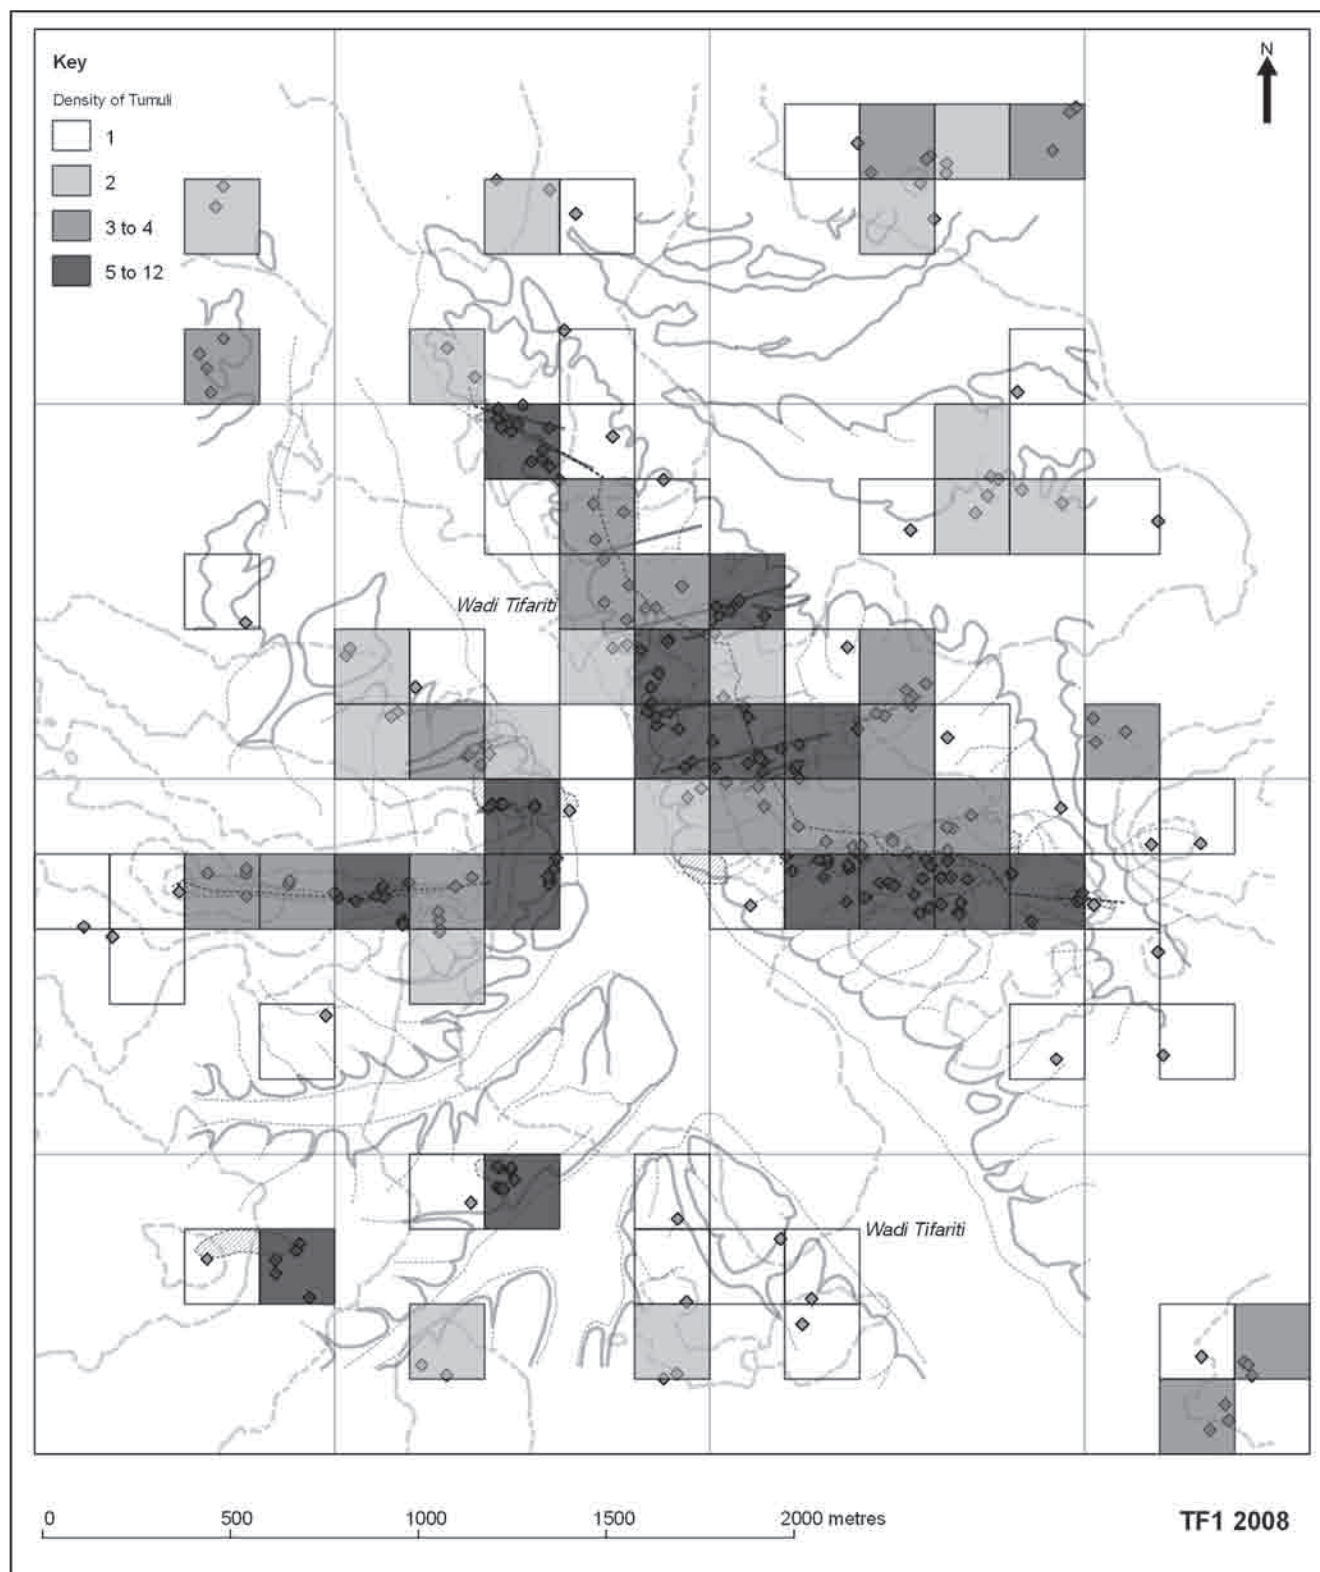 Key
N
Density of Tumuli
1
2
3 to 4
5 to 12
Wadi Tifariti
Wadi Tifariti
0 500 1000 1500 2000 metres
TF1 2008